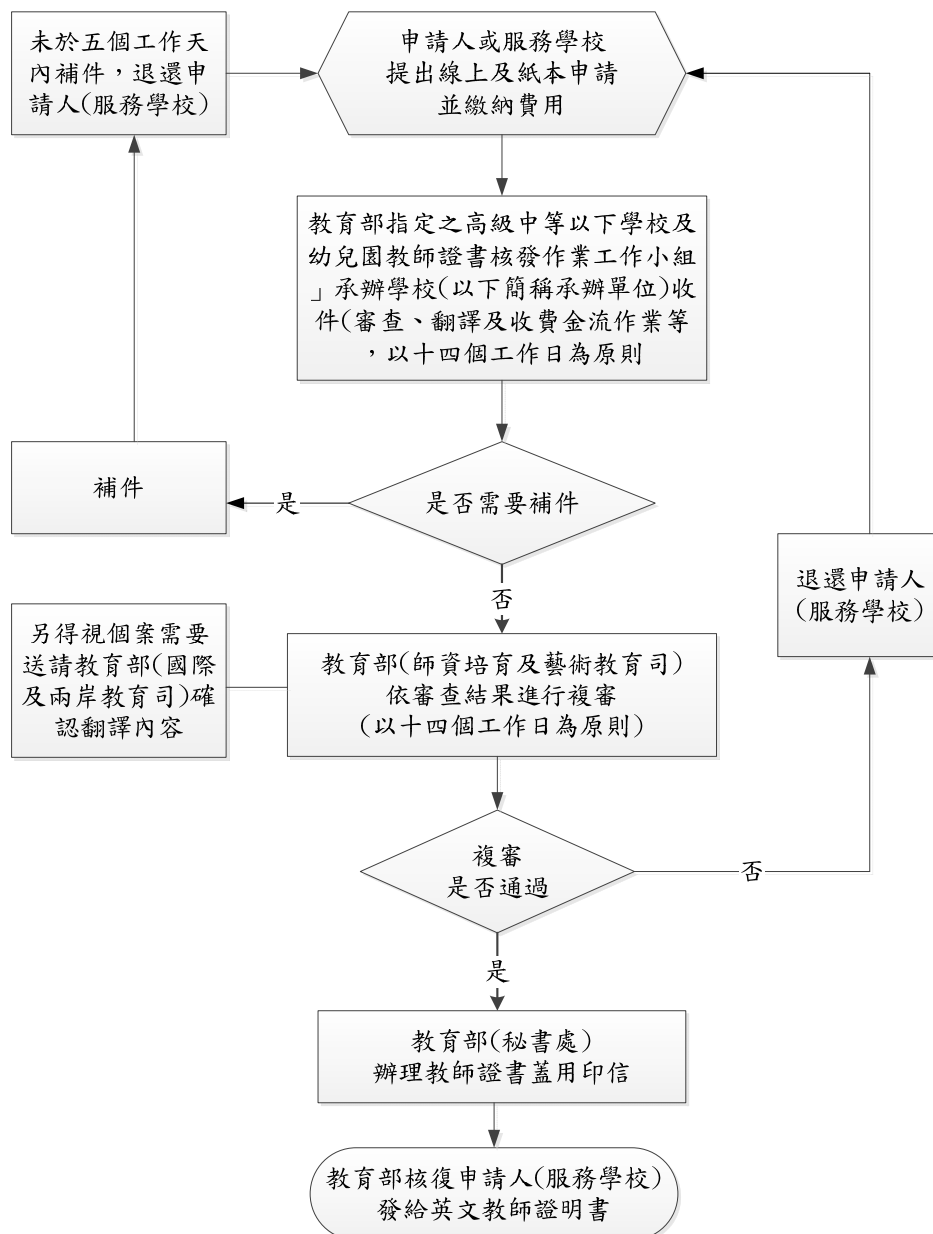 未於五個工作天
內補件，退還申
請人(服務學校)
申請人或服務學校
提出線上及紙本申請
並繳納費用
教育部指定之高級中等以下學校及
幼兒園教師證書核發作業工作小組
」承辦學校(以下簡稱承辦單位)收
件(審查、翻譯及收費金流作業等
，以十四個工作日為原則
補件
是
是否需要補件
退還申請人
(服務學校)
否
另得視個案需要
送請教育部(國際
及兩岸教育司)確
認翻譯內容
教育部(師資培育及藝術教育司)
依審查結果進行複審
(以十四個工作日為原則)
複審
是否通過
否
是
教育部(秘書處)
辦理教師證書蓋用印信
教育部核復申請人(服務學校)
發給英文教師證明書